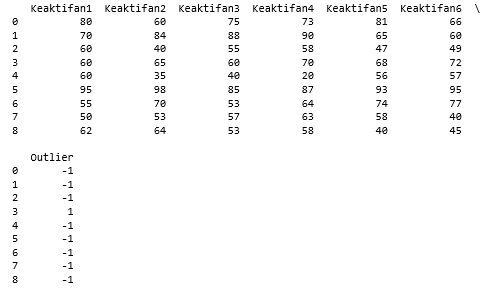 Keaktifan1 Keaktifan2 Keaktifan3 Keaktifan4 Keaktifan5 Keaktifan6 \
0 80 60 75 73 81 66
1 70 84 88 90 65 60
2 60 40 55 58 47 49
3 60 65 60 70 68 72
4 60 35 40 20 56 57
5 95 98 85 87 93 95
6 55 70 53 64 74 77
7 50 53 57 63 58 40
8 62 64 53 58 40 45
Outlier
0 -1
1 -1
2 -1
3 1
4 -1
5 -1
6 -1
7 -1
8 -1